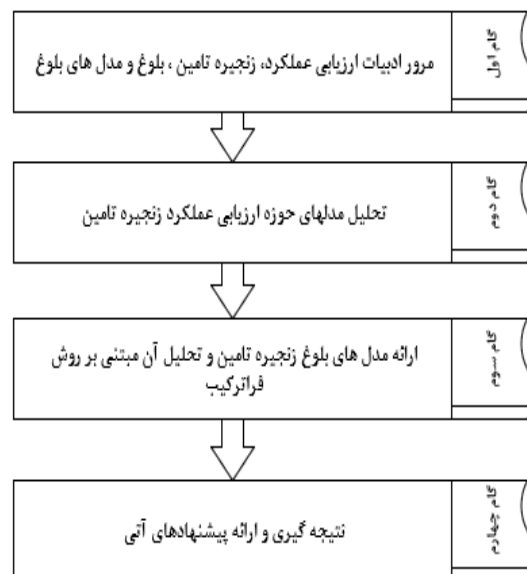 گام اول
مرور ادبیات ارزیابی عملکرد، زنجیره تامین ، بلوغ و مدل های بلوغ
گام دوم
تحلیل مدلهای حوزه ارزیابی عملکرد زنجیره تامین
گام سوم
ارائه مدل های بلوغ زنجیره تامین و تحلیل آن مبتنی بر روش
فراترکیب
گام چهارم
نتیجه گیری و ارائه پیشنهادهای آتی